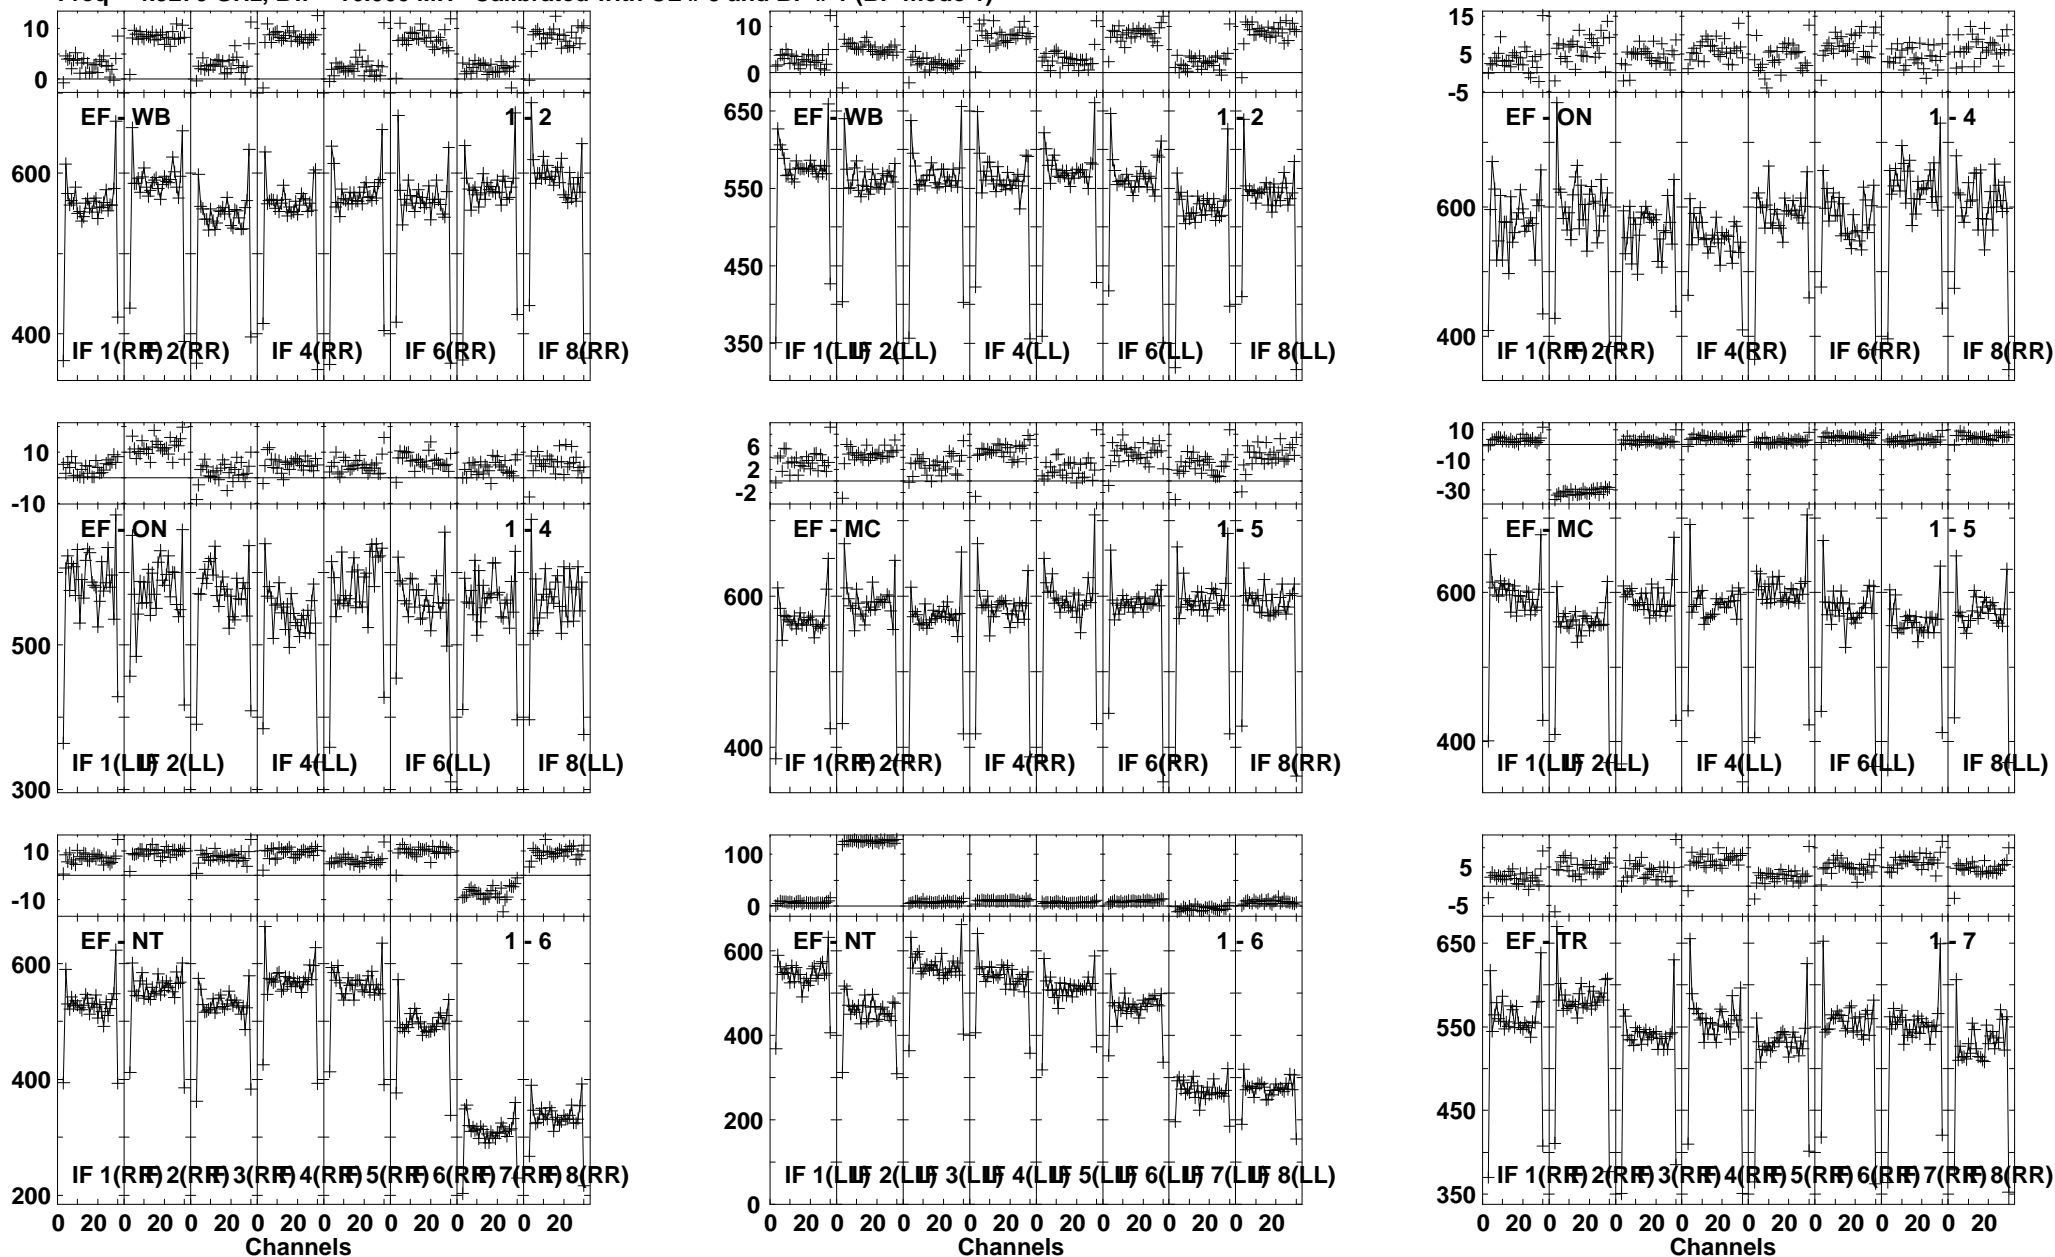 10
0
EF - WB
1 - 2
600
400
IF 1(RR)
IF 2(RR)
IF 4(RR)
IF 6(RR)
IF 8(RR)
10
0
EF - WB
1 - 2
650
550
450
350
IF 1(LL)
IF 2(LL)
IF 4(LL)
IF 6(LL)
IF 8(LL)
15
5
-5
EF - ON
1 - 4
600
400
IF 1(RR)
IF 2(RR)
IF 4(RR)
IF 6(RR)
IF 8(RR)
10
-10
EF - ON
1 - 4
500
300
IF 1(LL)
IF 2(LL)
IF 4(LL)
IF 6(LL)
IF 8(LL)
6
2
-2
EF - MC
1 - 5
600
400
IF 1(RR)
IF 2(RR)
IF 4(RR)
IF 6(RR)
IF 8(RR)
10
-10
-30
EF - MC
1 - 5
600
400
IF 1(LL)
IF 2(LL)
IF 4(LL)
IF 6(LL)
IF 8(LL)
10
-10
EF - NT
1 - 6
600
400
200
IF 1(RR)
IF 2(RR)
IF 3(RR)
IF 4(RR)
IF 5(RR)
IF 6(RR)
IF 7(RR)
IF 8(RR)
0 20 0 20 0 20 0 20 0 20 0 20 0 20 0 20
Channels
100
0
EF - NT
1 - 6
600
400
200
0
IF 1(LL)
IF 2(LL)
IF 3(LL)
IF 4(LL)
IF 5(LL)
IF 6(LL)
IF 7(LL)
IF 8(LL)
0 20 0 20 0 20 0 20 0 20 0 20 0 20 0 20
Channels
5
-5
EF - TR
1 - 7
650
550
450
350
IF 1(RR)
IF 2(RR)
IF 3(RR)
IF 4(RR)
IF 5(RR)
IF 6(RR)
IF 7(RR)
IF 8(RR)
0 20 0 20 0 20 0 20 0 20 0 20 0 20 0 20
Channels